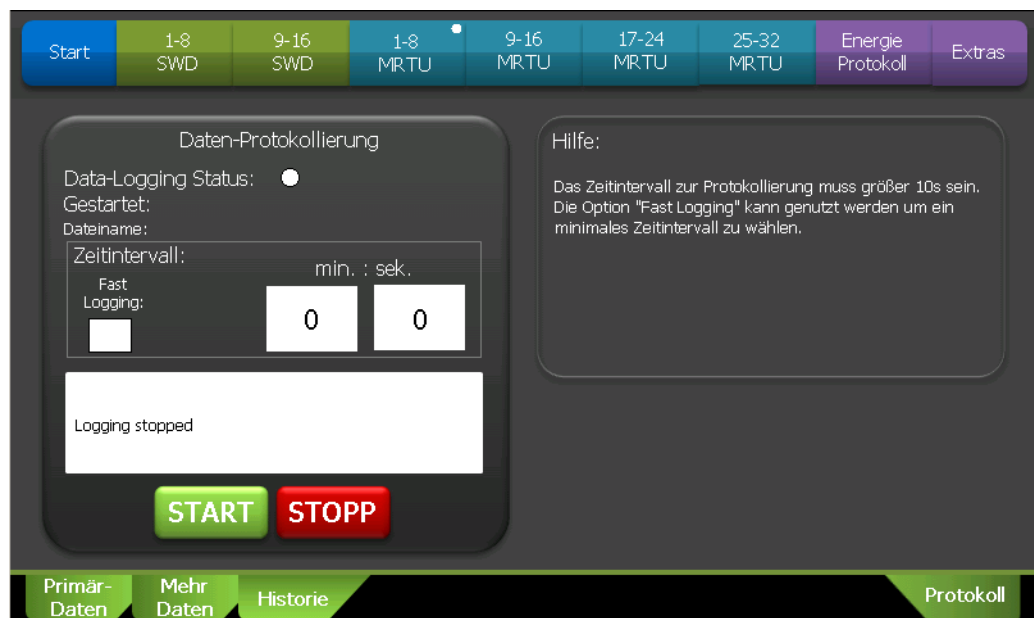 Start
1-8
SWD
9-16
SWD
1-8
MRTU
9-16
MRTU
17-24
MRTU
25-32
MRTU
Energie
Protokoll
Extras
Daten-Protokollierung
Data-Logging Status:
Gestartet:
Dateiname:
Zeitintervall:
min. : sek.
Fast
Logging:
0
0
Logging stopped
START
STOPP
Hilfe:
Das Zeitintervall zur Protokollierung muss größer 10s sein.
Die Option "Fast Logging" kann genutzt werden um ein
minimales Zeitintervall zu wählen.
Primär-
Daten
Mehr
Daten
Historie
Protokoll